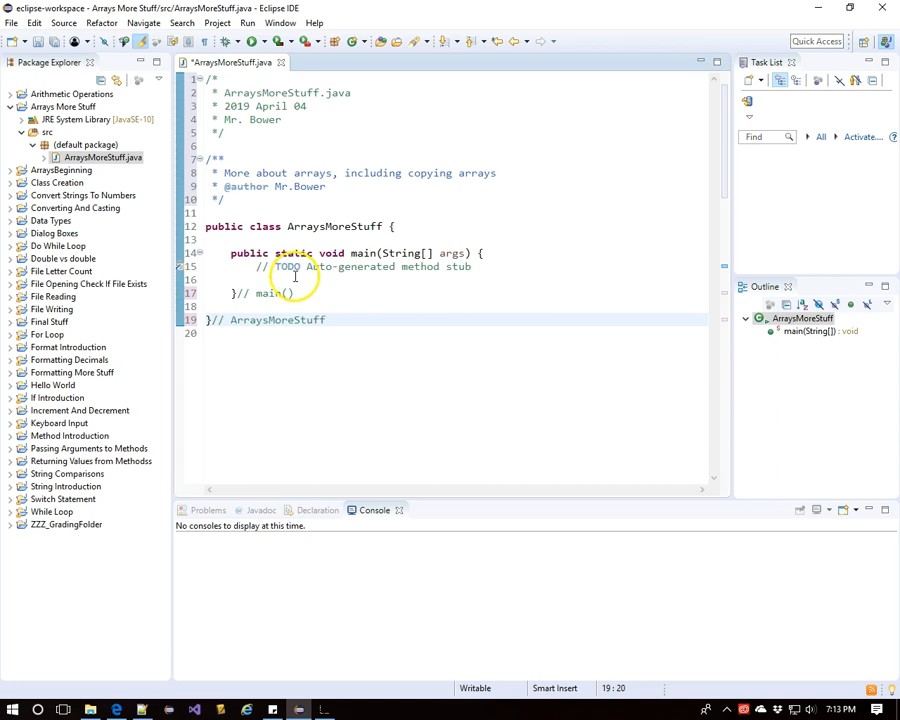 eclipse-workspace - Arrays More Stuff/src/ArraysMoreStuff.java - Eclipse IDE
File Edit Source Refactor Navigate Search Project Run Window Help
Quick Access
Package Explorer
Arithmetic Operations
Arrays More Stuff
JRE System Library [JavaSE-10]
src
(default package)
ArraysMoreStuff.java
ArraysBeginning
Class Creation
Convert Strings To Numbers
Converting And Casting
Data Types
Dialog Boxes
Do While Loop
Double vs double
File Letter Count
File Opening Check If File Exists
File Reading
File Writing
Final Stuff
For Loop
Format Introduction
Formatting Decimals
Formatting More Stuff
Hello World
If Introduction
Increment And Decrement
Keyboard Input
Method Introduction
Passing Arguments to Methods
Returning Values from Methodss
String Comparisons
String Introduction
Switch Statement
While Loop
ZZZ_GradingFolder
*ArraysMoreStuff.java
1 /*
2 * ArraysMoreStuff.java
3 * 2019 April 04
4 * Mr. Bower
5 */
6
7 /**
8 * More about arrays, including copying arrays
9 * @author Mr.Bower
10 */
11
12 public class ArraysMoreStuff {
13
14 public static void main(String[] args) {
15 // TODO Auto-generated method stub
16
17 }// main()
18
19 }// ArraysMoreStuff
20
Task List
Find All Activate...
Outline
ArraysMoreStuff
main(String[]) : void
Problems Javadoc Declaration Console
No consoles to display at this time.
Writable Smart Insert 19 : 20
7:13 PM